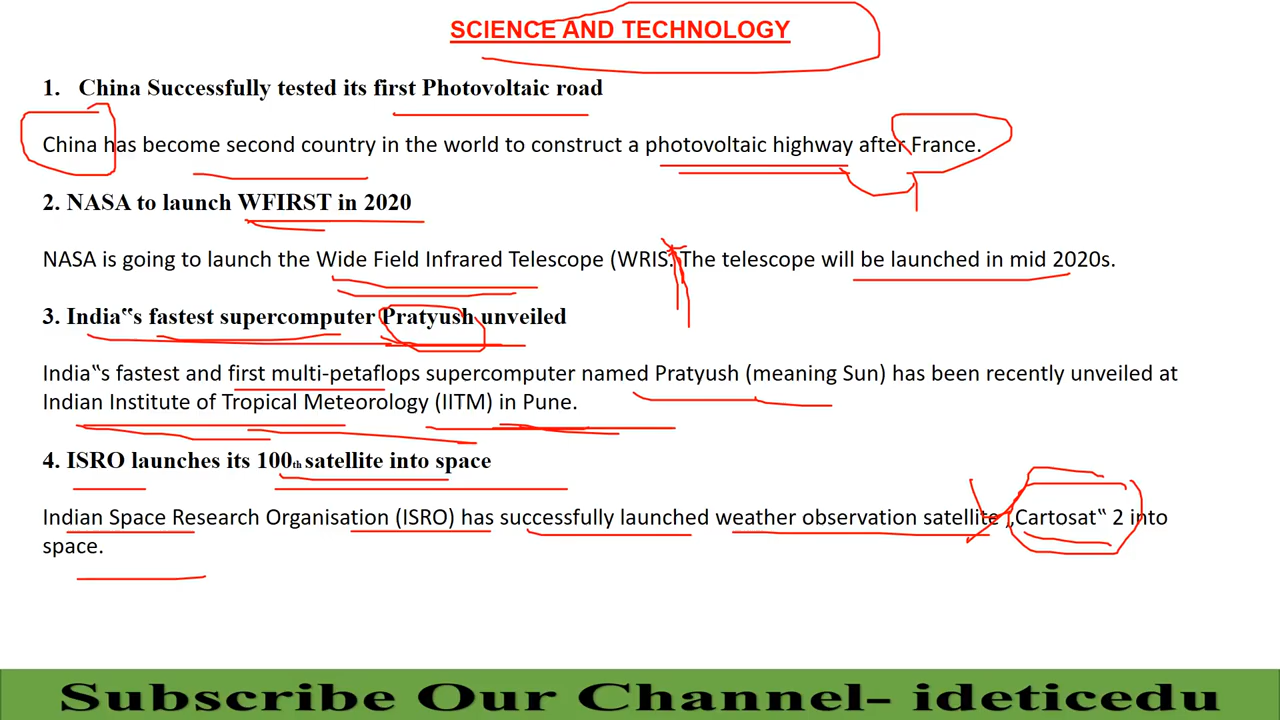 SCIENCE AND TECHNOLOGY
1. China Successfully tested its first Photovoltaic road
China has become second country in the world to construct a photovoltaic highway after France.
2. NASA to launch WFIRST in 2020
NASA is going to launch the Wide Field Infrared Telescope (WRIS. The telescope will be launched in mid 2020s.
3. India‟s fastest supercomputer Pratyush unveiled
India‟s fastest and first multi-petaflops supercomputer named Pratyush (meaning Sun) has been recently unveiled at
Indian Institute of Tropical Meteorology (IITM) in Pune.
4. ISRO launches its 100th satellite into space
Indian Space Research Organisation (ISRO) has successfully launched weather observation satellite „Cartosat‟ 2 into
space.
Subscribe Our Channel- ideticedu